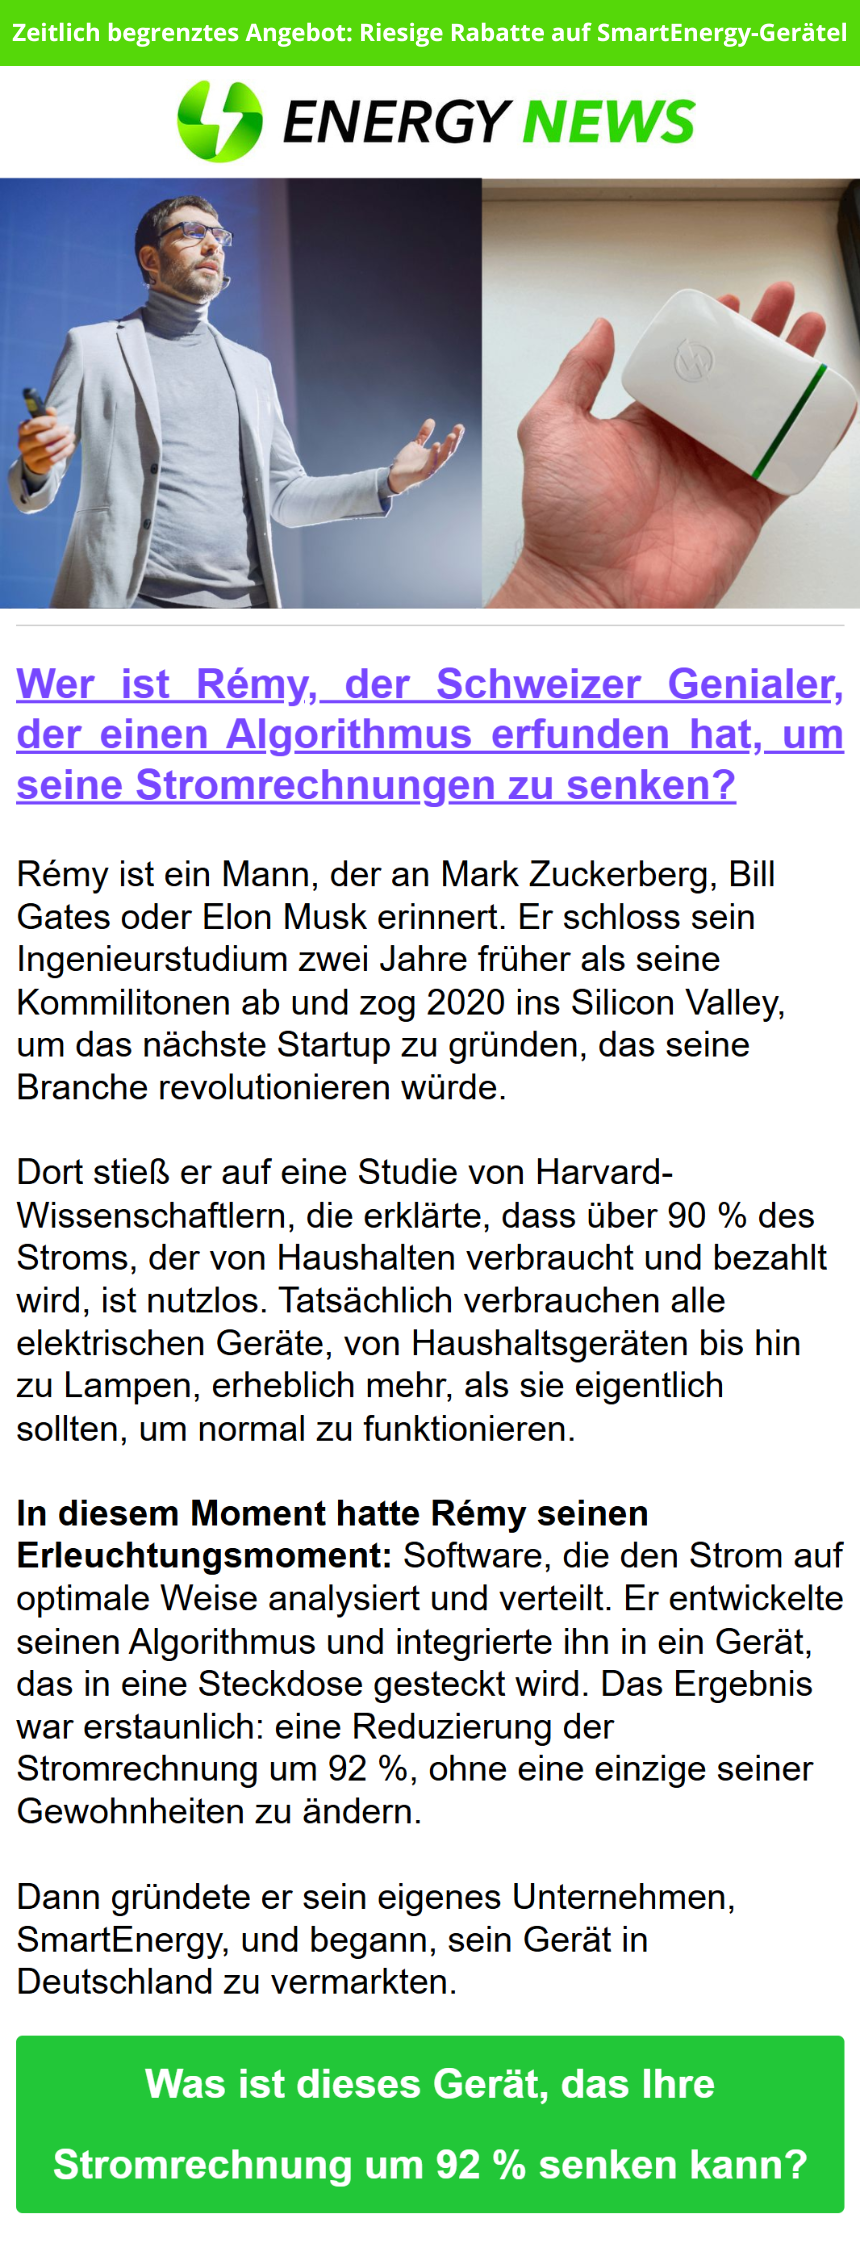 Zeitlich begrenztes Angebot: Riesige Rabatte auf SmartEnergy-Gerätel
ENERGY NEWS
Wer ist Rémy, der Schweizer Genialer,
der einen Algorithmus erfunden hat, um
seine Stromrechnungen zu senken?
Rémy ist ein Mann, der an Mark Zuckerberg, Bill
Gates oder Elon Musk erinnert. Er schloss sein
Ingenieurstudium zwei Jahre früher als seine
Kommilitonen ab und zog 2020 ins Silicon Valley,
um das nächste Startup zu gründen, das seine
Branche revolutionieren würde.
Dort stieß er auf eine Studie von Harvard-
Wissenschaftlern, die erklärte, dass über 90 % des
Stroms, der von Haushalten verbraucht und bezahlt
wird, ist nutzlos. Tatsächlich verbrauchen alle
elektrischen Geräte, von Haushaltsgeräten bis hin
zu Lampen, erheblich mehr, als sie eigentlich
sollten, um normal zu funktionieren.
In diesem Moment hatte Rémy seinen
Erleuchtungsmoment: Software, die den Strom auf
optimale Weise analysiert und verteilt. Er entwickelte
seinen Algorithmus und integrierte ihn in ein Gerät,
das in eine Steckdose gesteckt wird. Das Ergebnis
war erstaunlich: eine Reduzierung der
Stromrechnung um 92 %, ohne eine einzige seiner
Gewohnheiten zu ändern.
Dann gründete er sein eigenes Unternehmen,
SmartEnergy, und begann, sein Gerät in
Deutschland zu vermarkten.
Was ist dieses Gerät, das Ihre
Stromrechnung um 92 % senken kann?